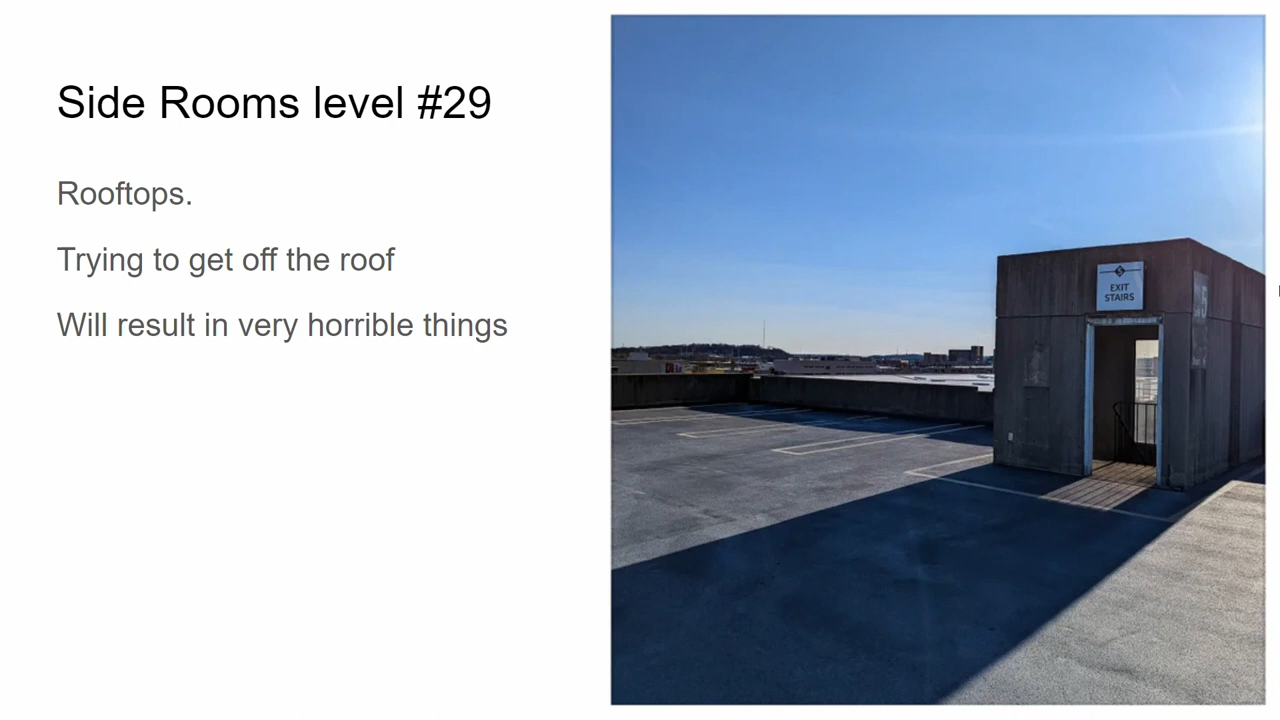 Side Rooms level #29
Rooftops.
Trying to get off the roof
Will result in very horrible things
EXIT
STAIRS